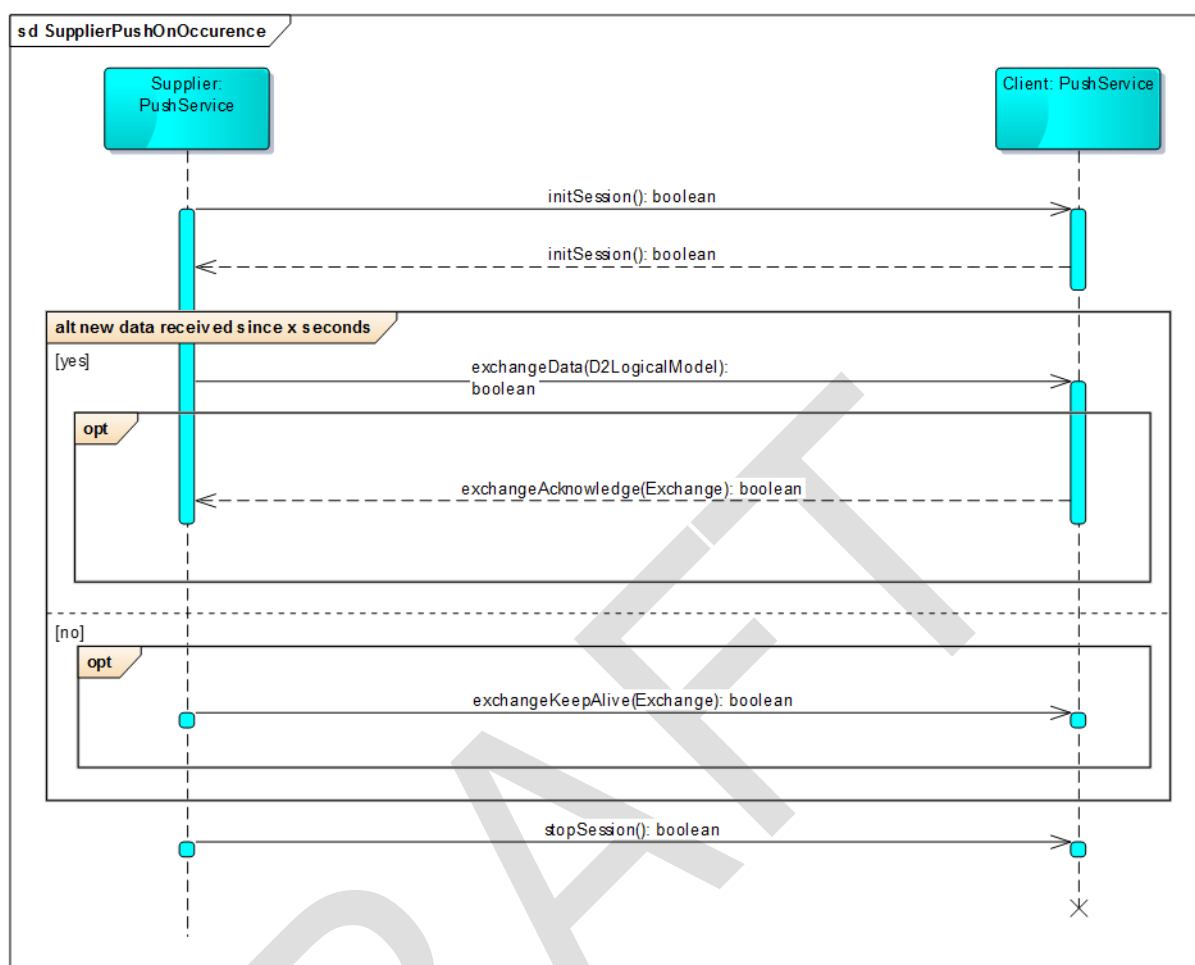 sd SupplierPushOnOccurence
Supplier:
PushService
Client: PushService
initSession(): boolean
initSession(): boolean
alt new data received since x seconds
[yes]
exchangeData(D2LogicalModel):
boolean
opt
exchangeAcknowledge(Exchange): boolean
[no]
opt
exchangeKeepAlive(Exchange): boolean
stopSession(): boolean
DRAFT